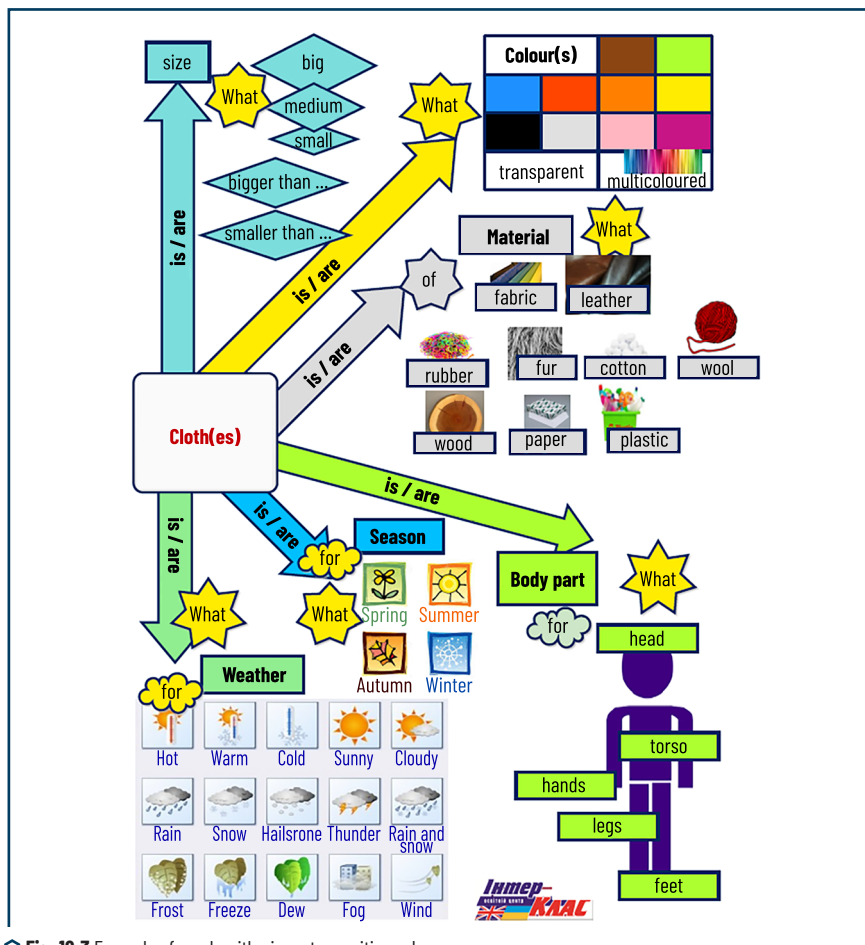 size
What
big
medium
small
bigger than ...
smaller than ...
is / are
What
Colour(s)
transparent
multicoloured
is / are
Material
What
of
is / are
fabric
leather
rubber
fur
cotton
wool
wood
paper
plastic
Cloth(es)
is / are
is / are
is / are
for
Season
What
Spring
Summer
Autumn
Winter
Body part
What
for
head
torso
hands
legs
feet
What
for
Weather
Hot
Warm
Cold
Sunny
Cloudy
Rain
Snow
Hailsrone
Thunder
Rain and
snow
Frost
Freeze
Dew
Fog
Wind
Інтер-
КЛАС